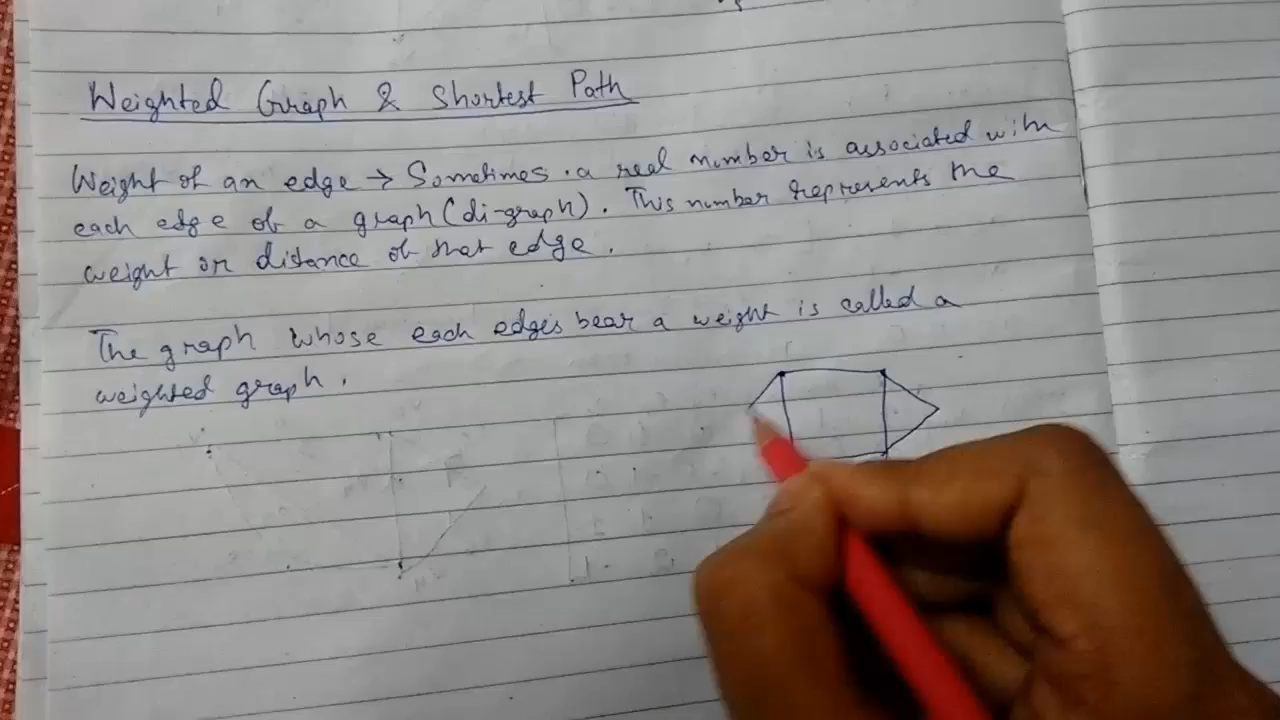 Weighted Graph & Shortest Path
Weight of an edge → Sometimes a real number is associated with
each edge of a graph (di-graph). This number represents the
weight or distance of that edge.
The graph whose each edges bear a weight is called a
weighted graph.